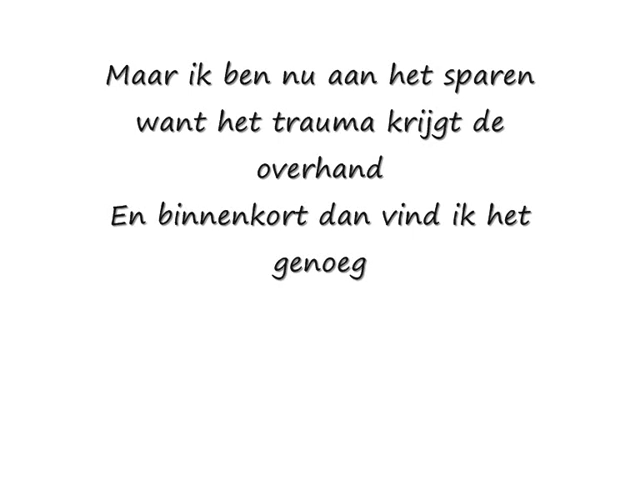 Maar ik ben nu aan het sparen
want het trauma krijgt de
overhand
En binnenkort dan vind ik het
genoeg